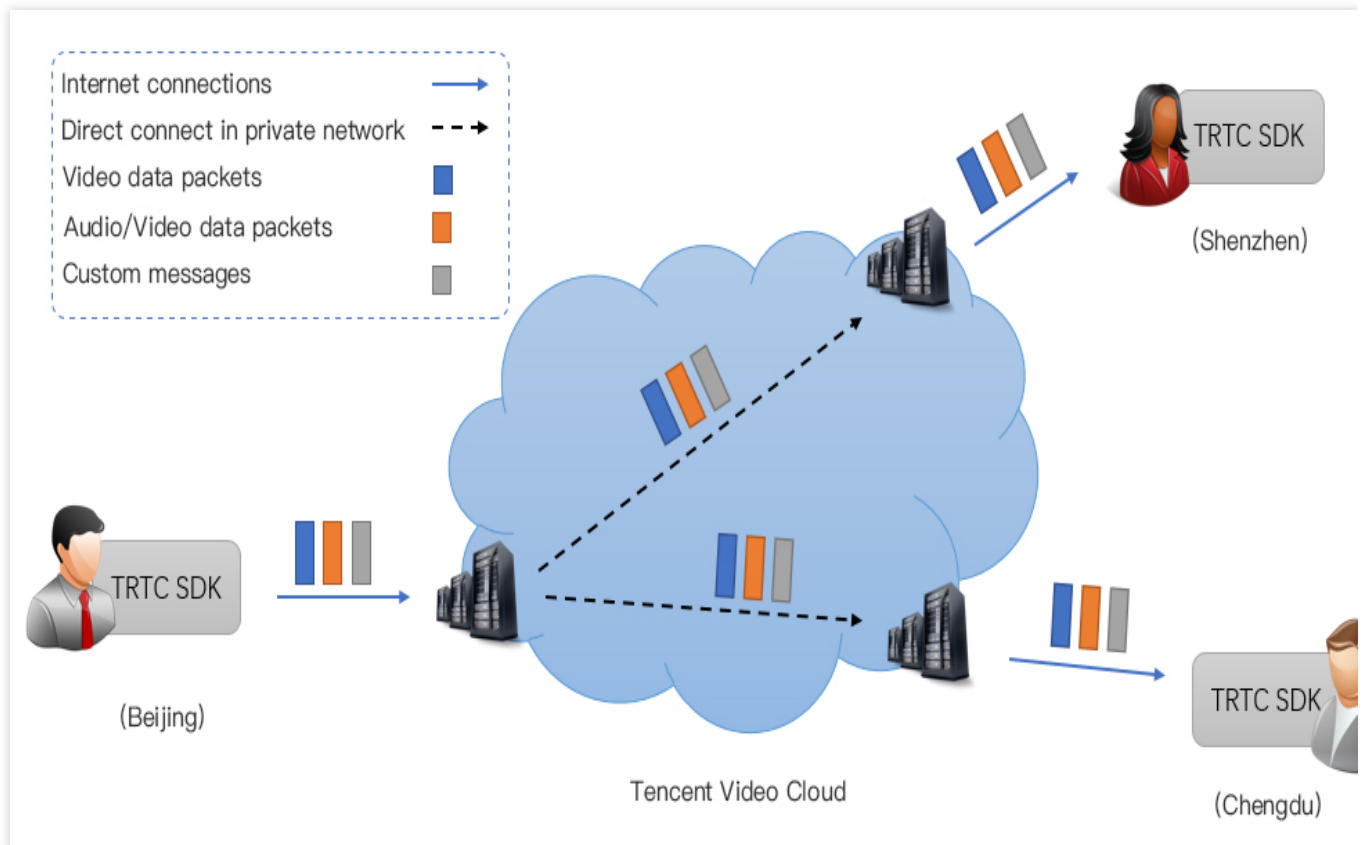 Internet connections
Direct connect in private network
Video data packets
Audio/Video data packets
Custom messages
TRTC SDK
(Shenzhen)
TRTC SDK
(Beijing)
TRTC SDK
(Chengdu)
Tencent Video Cloud